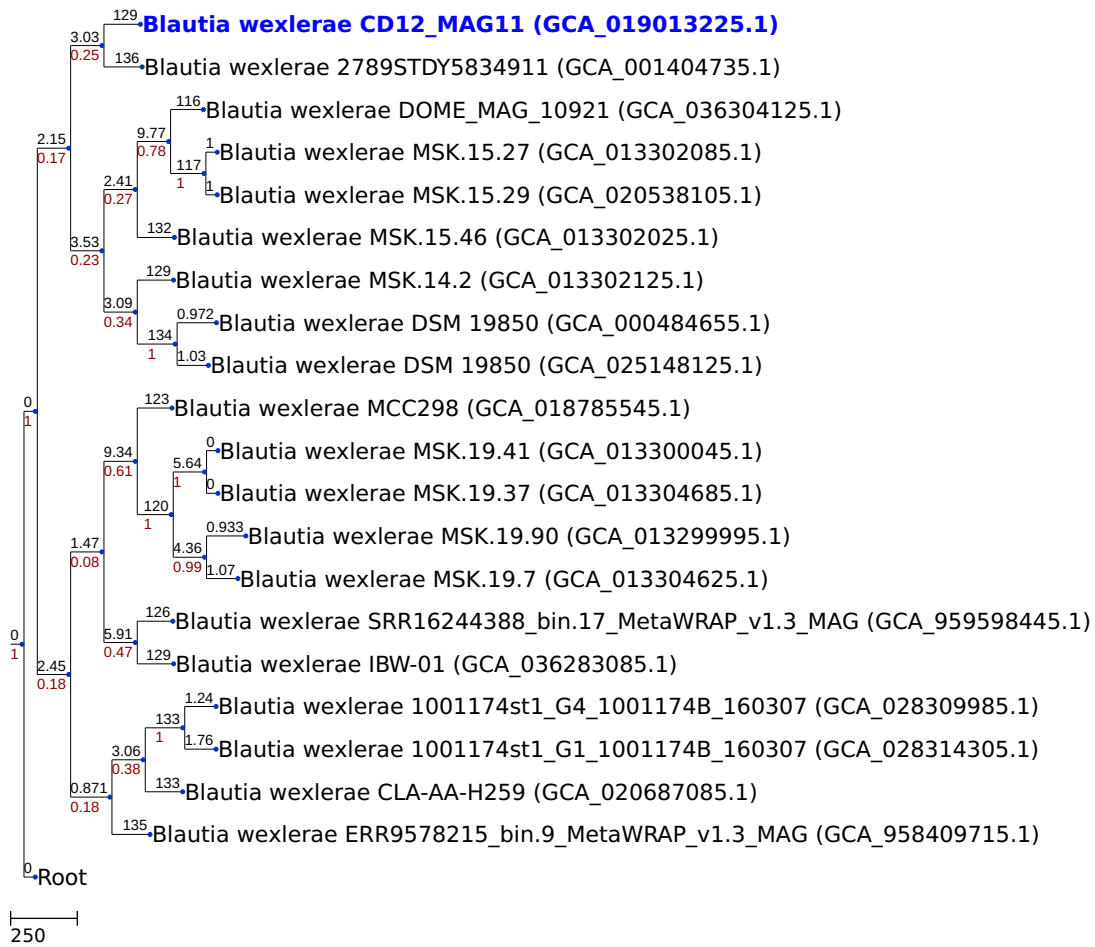 129
Blautia wexlerae CD12_MAG11 (GCA_019013225.1)
3.03
0.25
136
Blautia wexlerae 2789STDY5834911 (GCA_001404735.1)
116
Blautia wexlerae DOME_MAG_10921 (GCA_036304125.1)
9.77
0.78
2.15
0.17
1
Blautia wexlerae MSK.15.27 (GCA_013302085.1)
117
1
1
Blautia wexlerae MSK.15.29 (GCA_020538105.1)
2.41
0.27
132
Blautia wexlerae MSK.15.46 (GCA_013302025.1)
3.53
0.23
129
Blautia wexlerae MSK.14.2 (GCA_013302125.1)
3.09
0.34
0.972
Blautia wexlerae DSM 19850 (GCA_000484655.1)
134
1
1.03
Blautia wexlerae DSM 19850 (GCA_025148125.1)
0
1
123
Blautia wexlerae MCC298 (GCA_018785545.1)
9.34
0.61
0
Blautia wexlerae MSK.19.41 (GCA_013300045.1)
5.64
1
0
Blautia wexlerae MSK.19.37 (GCA_013304685.1)
120
1
0.933
Blautia wexlerae MSK.19.90 (GCA_013299995.1)
4.36
0.99
1.07
Blautia wexlerae MSK.19.7 (GCA_013304625.1)
1.47
0.08
126
Blautia wexlerae SRR16244388_bin.17_MetaWRAP_v1.3_MAG (GCA_959598445.1)
5.91
0.47
129
Blautia wexlerae IBW-01 (GCA_036283085.1)
0
1
2.45
0.18
1.24
Blautia wexlerae 1001174st1_G4_1001174B_160307 (GCA_028309985.1)
133
1
1.76
Blautia wexlerae 1001174st1_G1_1001174B_160307 (GCA_028314305.1)
3.06
0.38
133
Blautia wexlerae CLA-AA-H259 (GCA_020687085.1)
0.871
0.18
135
Blautia wexlerae ERR9578215_bin.9_MetaWRAP_v1.3_MAG (GCA_958409715.1)
0
Root
250